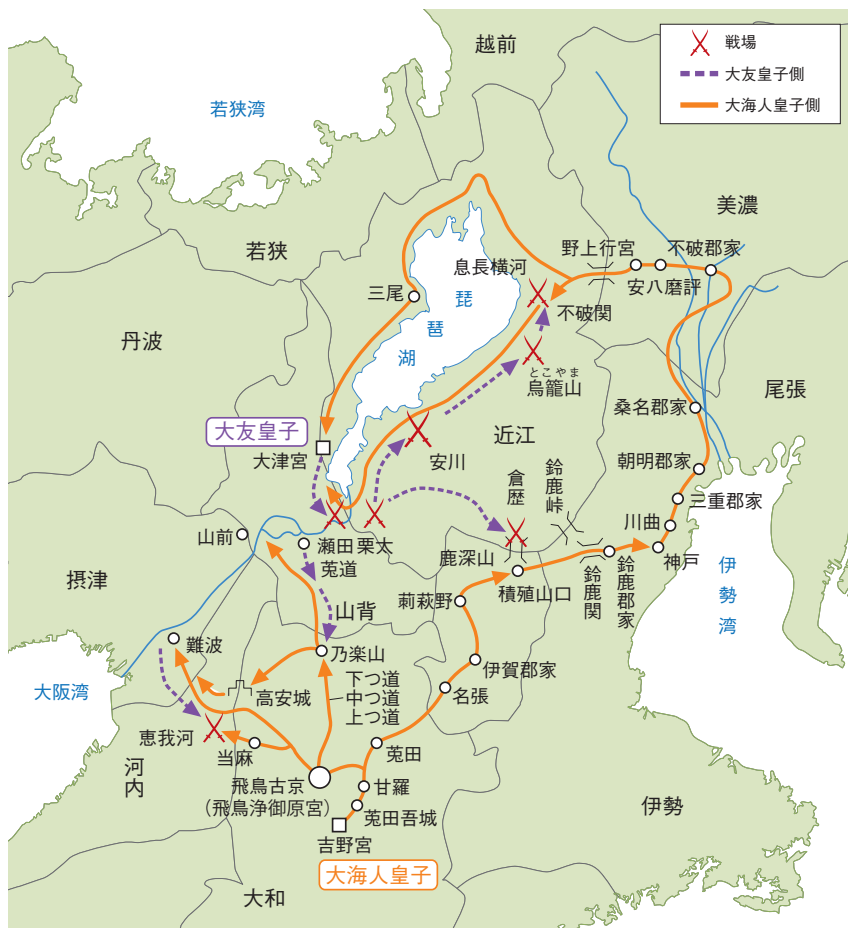 越前
戦場
大友皇子側
大海人皇子側
若狭湾
美濃
若狭
野上行宮
不破郡家
息長横河
安八磨評
三尾
琵
琶
湖
不破関
丹波
とこやま
鳥籠山
尾張
桑名郡家
大友皇子
近江
大津宮
安川
朝明郡家
倉歴
鈴鹿峠
三重郡家
山前
瀬田
栗太
川曲
鹿深山
神戸
莵道
摂津
鈴鹿関
鈴鹿郡家
伊勢湾
積殖山口
山背
莿萩野
難波
乃楽山
伊賀郡家
下つ道
中つ道
上つ道
大阪湾
高安城
名張
恵我河
当麻
莵田
河内
飛鳥古京
(飛鳥浄御原宮)
甘羅
莵田吾城
伊勢
吉野宮
大海人皇子
大和